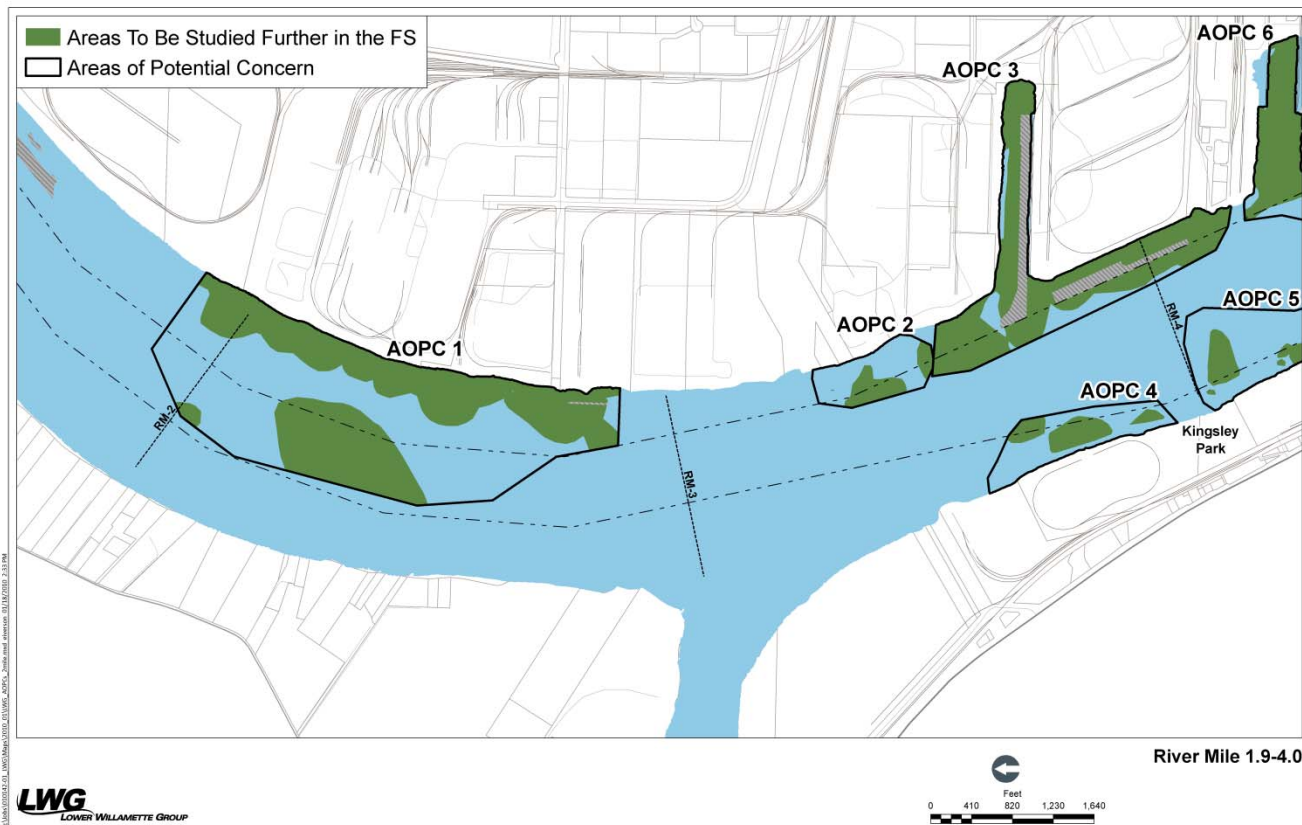 Areas To Be Studied Further in the FS
Areas of Potential Concern
AOPC 6
AOPC 3
AOPC 1
AOPC 2
AOPC 5
AOPC 4
RM-2
RM-3
RM-4
Kingsley
Park
River Mile 1.9-4.0
Feet
0 410 820 1,230 1,640
LWG
LOWER WILLAMETTE GROUP